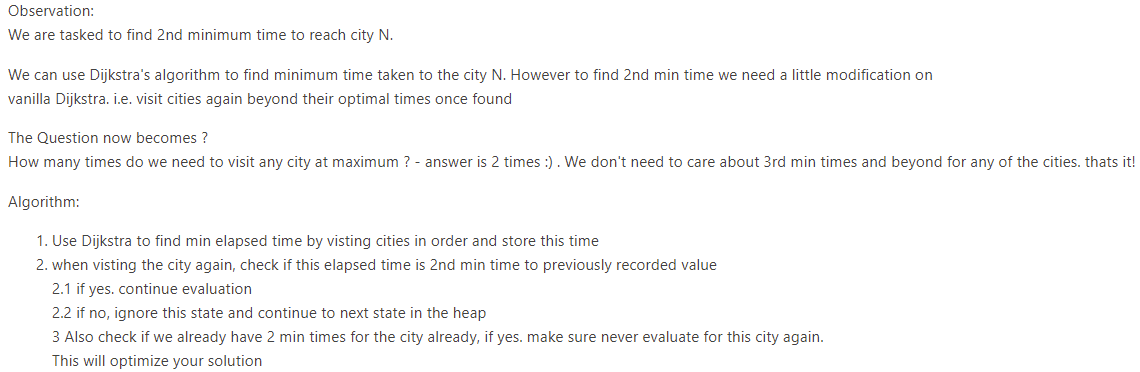 Observation:
We are tasked to find 2nd minimum time to reach city N.
We can use Dijkstra's algorithm to find minimum time taken to the city N. However to find 2nd min time we need a little modification on
vanilla Dijkstra. i.e. visit cities again beyond their optimal times once found
The Question now becomes ?
How many times do we need to visit any city at maximum ? - answer is 2 times :) . We don't need to care about 3rd min times and beyond for any of the cities. thats it!
Algorithm:
1. Use Dijkstra to find min elapsed time by visting cities in order and store this time
2. when visting the city again, check if this elapsed time is 2nd min time to previously recorded value
2.1 if yes. continue evaluation
2.2 if no, ignore this state and continue to next state in the heap
3 Also check if we already have 2 min times for the city already, if yes. make sure never evaluate for this city again.
This will optimize your solution